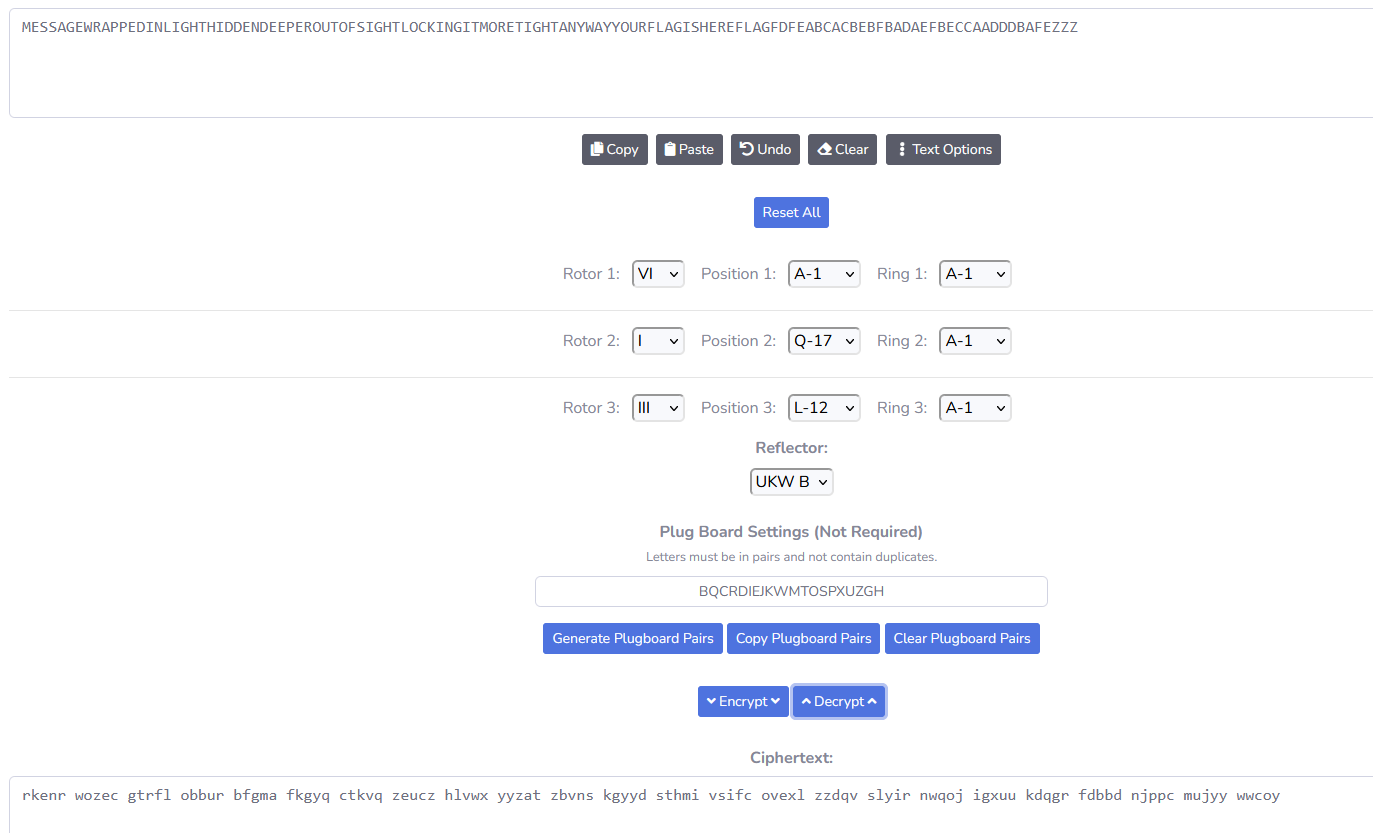 MESSAGEWRAPPEDINLIGHTHIDDENDEEPEROUTOFSIGHTLOCKINGITMORETIGHTANYWAYYOURFLAGISHEREFLAGFDFEABCACBEBFBADAEFBECCAADDDBAFEZZZ
Copy Paste Undo Clear Text Options
Reset All
Rotor 1: VI Position 1: A-1 Ring 1: A-1
Rotor 2: I Position 2: Q-17 Ring 2: A-1
Rotor 3: III Position 3: L-12 Ring 3: A-1
Reflector:
UKW B
Plug Board Settings (Not Required)
Letters must be in pairs and not contain duplicates.
BQCRDIEJKWMTOSPXUZGH
Generate Plugboard Pairs Copy Plugboard Pairs Clear Plugboard Pairs
Encrypt Decrypt
Ciphertext:
rkenr wozec gtrfl obbur bfgma fkgyq ctkvq zeucz hlvwx yyzat zbvns kgyyd sthmi vsifc ovexl zzdqv slyir nwqoj igxuu kdqgr fdbbd njppc mujyy wwcoy